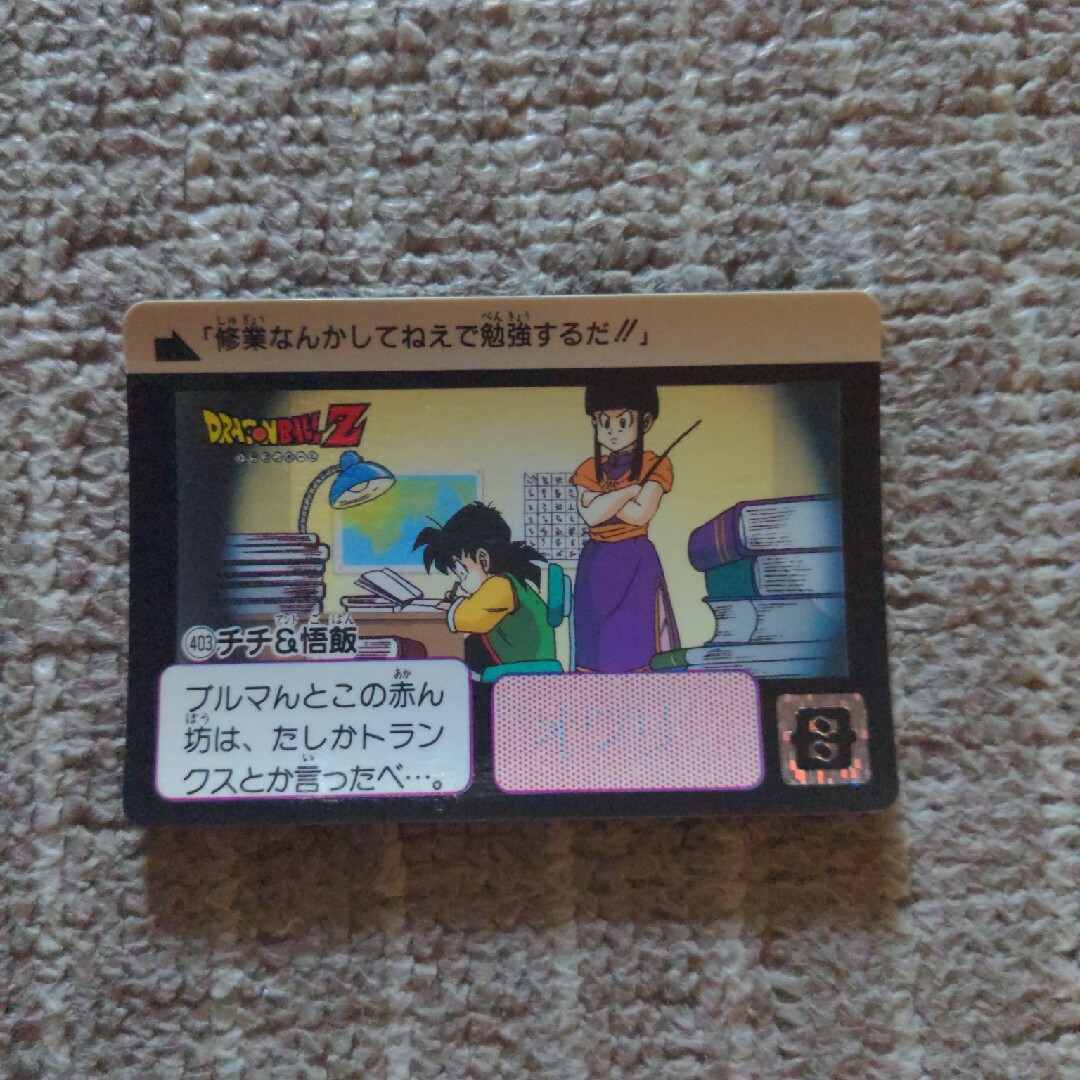 「修業なんかしてねえで勉強するだ!!」
DRAGON BALL Z
403 チチ&悟飯
ブルマんとこの赤ん
坊は、たしかトラン
クスとか言ったべ…。